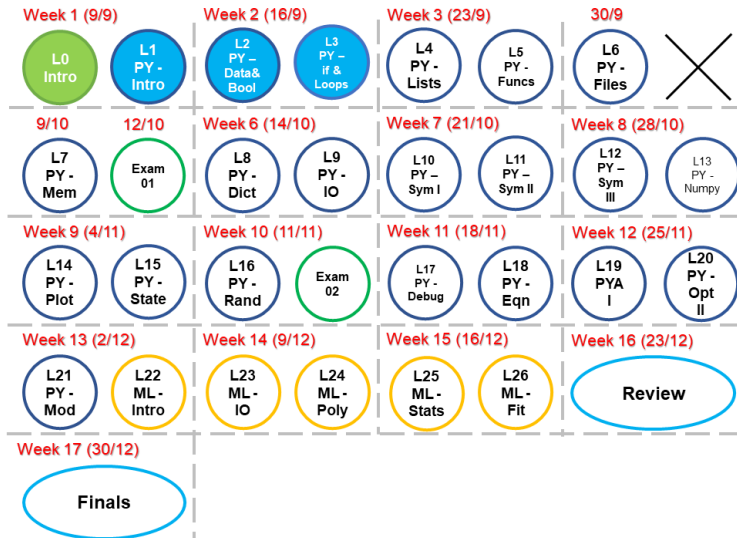 Week 1 (9/9)
Week 2 (16/9)
Week 3 (23/9)
30/9
L0
Intro
L1
PY -
Intro
L2
PY –
Data&
Bool
L3
PY –
if &
Loops
L4
PY -
Lists
L5
PY -
Funcs
L6
PY -
Files
9/10
12/10
Week 6 (14/10)
Week 7 (21/10)
Week 8 (28/10)
L7
PY -
Mem
Exam
01
L8
PY -
Dict
L9
PY -
IO
L10
PY –
Sym I
L11
PY –
Sym II
L12
PY –
Sym
III
L13
PY -
Numpy
Week 9 (4/11)
Week 10 (11/11)
Week 11 (18/11)
Week 12 (25/11)
L14
PY -
Plot
L15
PY -
State
L16
PY -
Rand
Exam
02
L17
PY -
Debug
L18
PY -
Eqn
L19
PYA
I
L20
PY -
Opt
II
Week 13 (2/12)
Week 14 (9/12)
Week 15 (16/12)
Week 16 (23/12)
L21
PY -
Mod
L22
ML -
Intro
L23
ML -
IO
L24
ML -
Poly
L25
ML -
Stats
L26
ML -
Fit
Review
Week 17 (30/12)
Finals